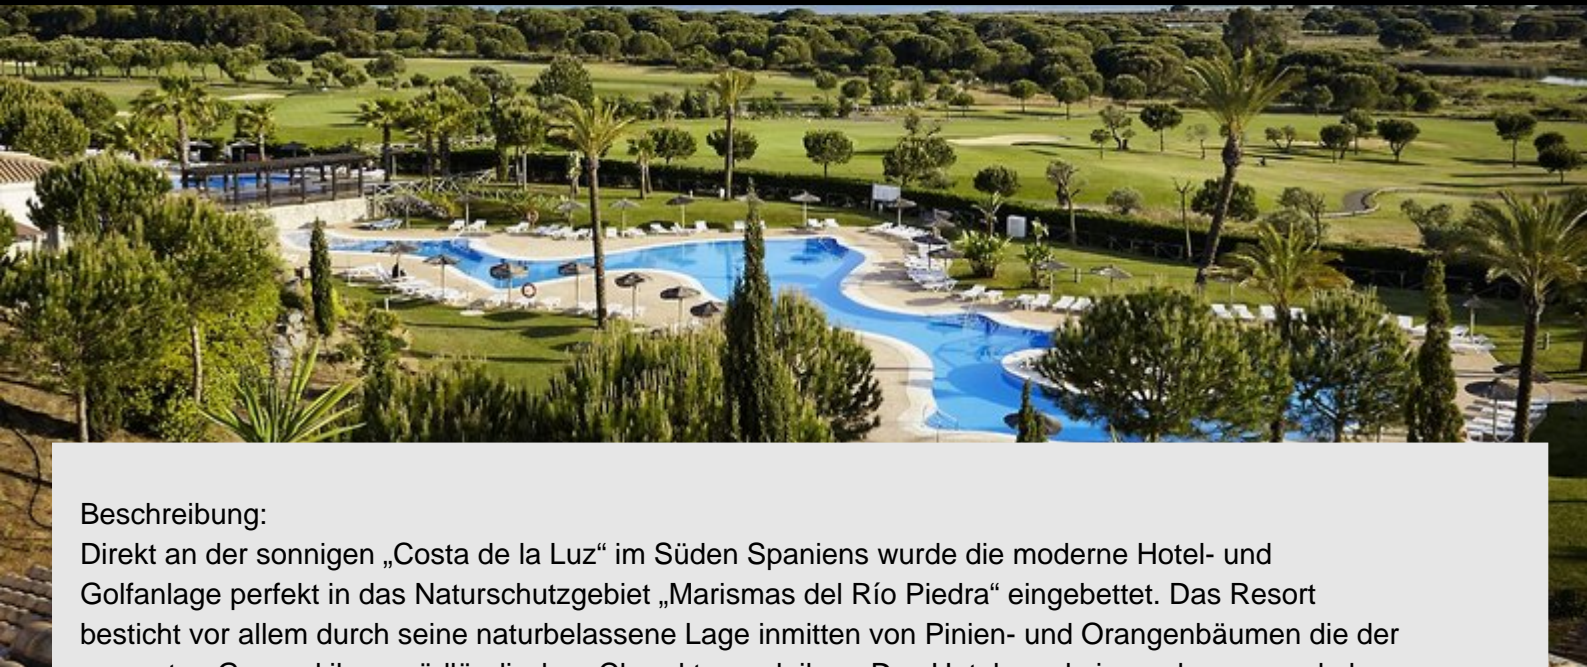 Beschreibung:
Direkt an der sonnigen „Costa de la Luz“ im Süden Spaniens wurde die moderne Hotel- und
Golfanlage perfekt in das Naturschutzgebiet „Marismas del Río Piedra“ eingebettet. Das Resort
besticht vor allem durch seine naturbelassene Lage inmitten von Pinien- und Orangenbäumen die der